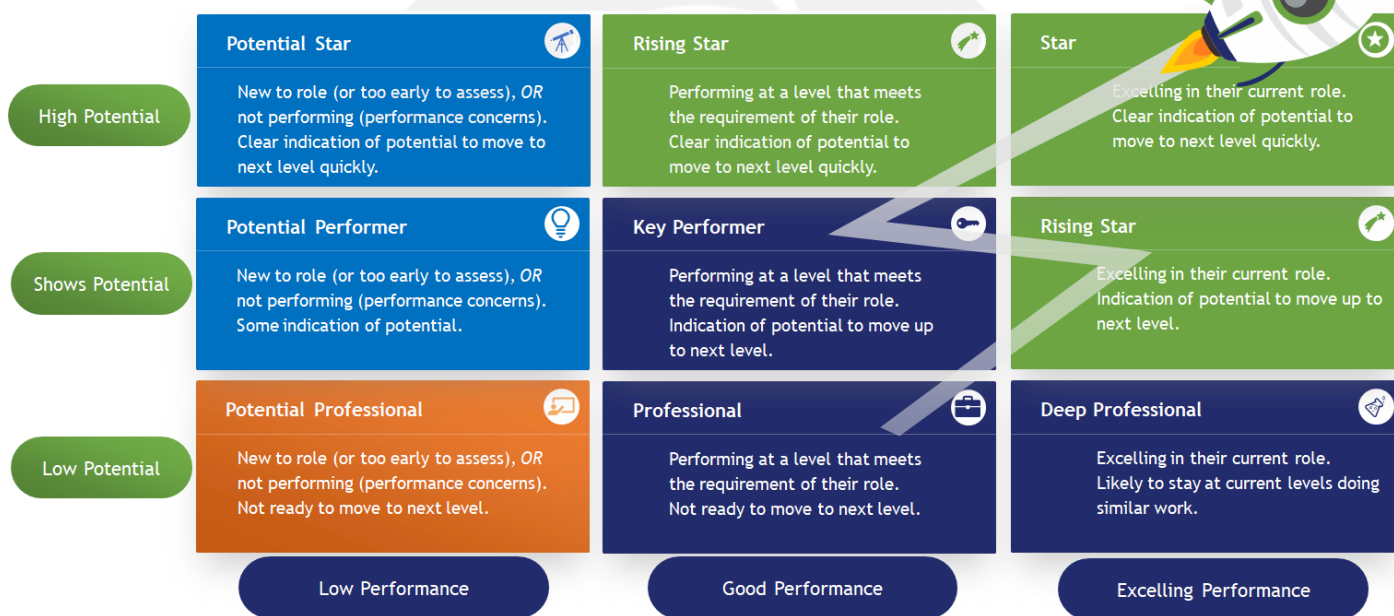 High Potential
Potential Star
New to role (or too early to assess), OR
not performing (performance concerns).
Clear indication of potential to move to
next level quickly.
Rising Star
Performing at a level that meets
the requirement of their role.
Clear indication of potential to
move to next level quickly.
Star
Excelling in their current role.
Clear indication of potential to
move to next level quickly.
Shows Potential
Potential Performer
New to role (or too early to assess), OR
not performing (performance concerns).
Some indication of potential.
Key Performer
Performing at a level that meets
the requirement of their role.
Indication of potential to move up
to next level.
Rising Star
Excelling in their current role.
Indication of potential to move up to
next level.
Low Potential
Potential Professional
New to role (or too early to assess), OR
not performing (performance concerns).
Not ready to move to next level.
Professional
Performing at a level that meets
the requirement of their role.
Not ready to move to next level.
Deep Professional
Excelling in their current role.
Likely to stay at current levels doing
similar work.
Low Performance
Good Performance
Excelling Performance